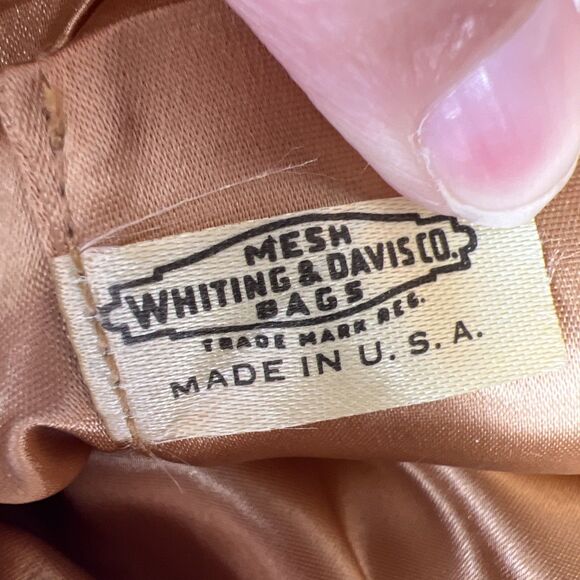 MESH
WHITING & DAVIS CO.
BAGS
TRADE MARK REG.
MADE IN U. S. A.